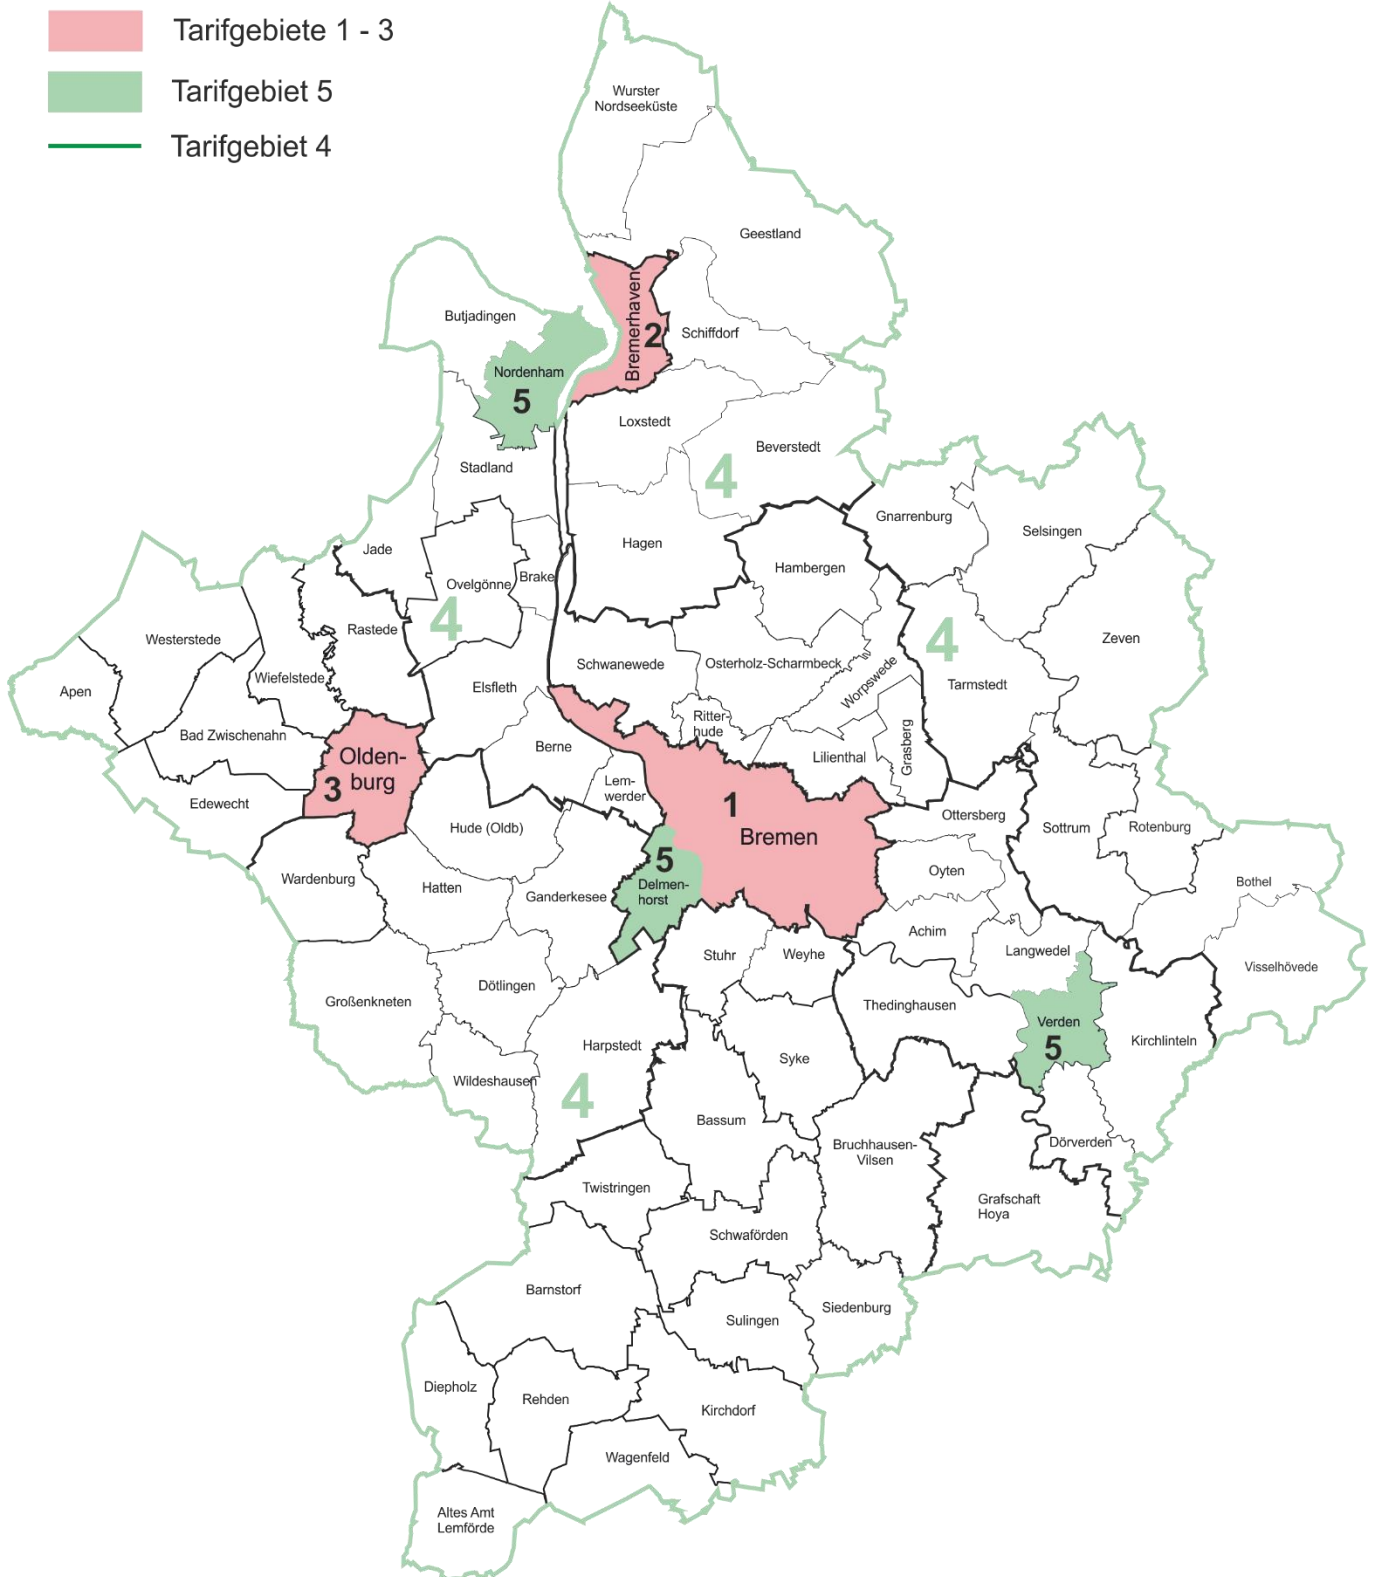 Tarifgebiete 1 - 3
Tarifgebiet 5
Tarifgebiet 4
Wurster
Nordseeküste
Geestland
Butjadingen
Bremerhaven
2
Schiffdorf
Nordenham
5
Loxstedt
Beverstedt
4
Stadland
Gnarrenburg
Selsingen
Jade
Hagen
Hambergen
Ovelgönne
Brake
4
4
Westerstede
Rastede
Zeven
Schwanewede
Osterholz-Scharmbeck
Worpswede
Wiefelstede
Apen
Elsfleth
Tarmstedt
Ritter-
hude
Bad Zwischenahn
Berne
Lilienthal
Grasberg
Olden-
burg
3
Lem-
werder
Edewecht
1
Bremen
Hude (Oldb)
Ottersberg
Sottrum
Rotenburg
5
Delmen-
horst
Wardenburg
Hatten
Ganderkesee
Oyten
Bothel
Achim
Stuhr
Weyhe
Langwedel
Visselhövede
Großenkneten
Dötlingen
Thedinghausen
Verden
5
Kirchlinteln
Harpstedt
Syke
Wildeshausen
4
Bassum
Bruchhausen-
Vilsen
Dörverden
Twistringen
Grafschaft
Hoya
Schwaförden
Barnstorf
Sulingen
Siedenburg
Diepholz
Rehden
Kirchdorf
Wagenfeld
Altes Amt
Lemförde